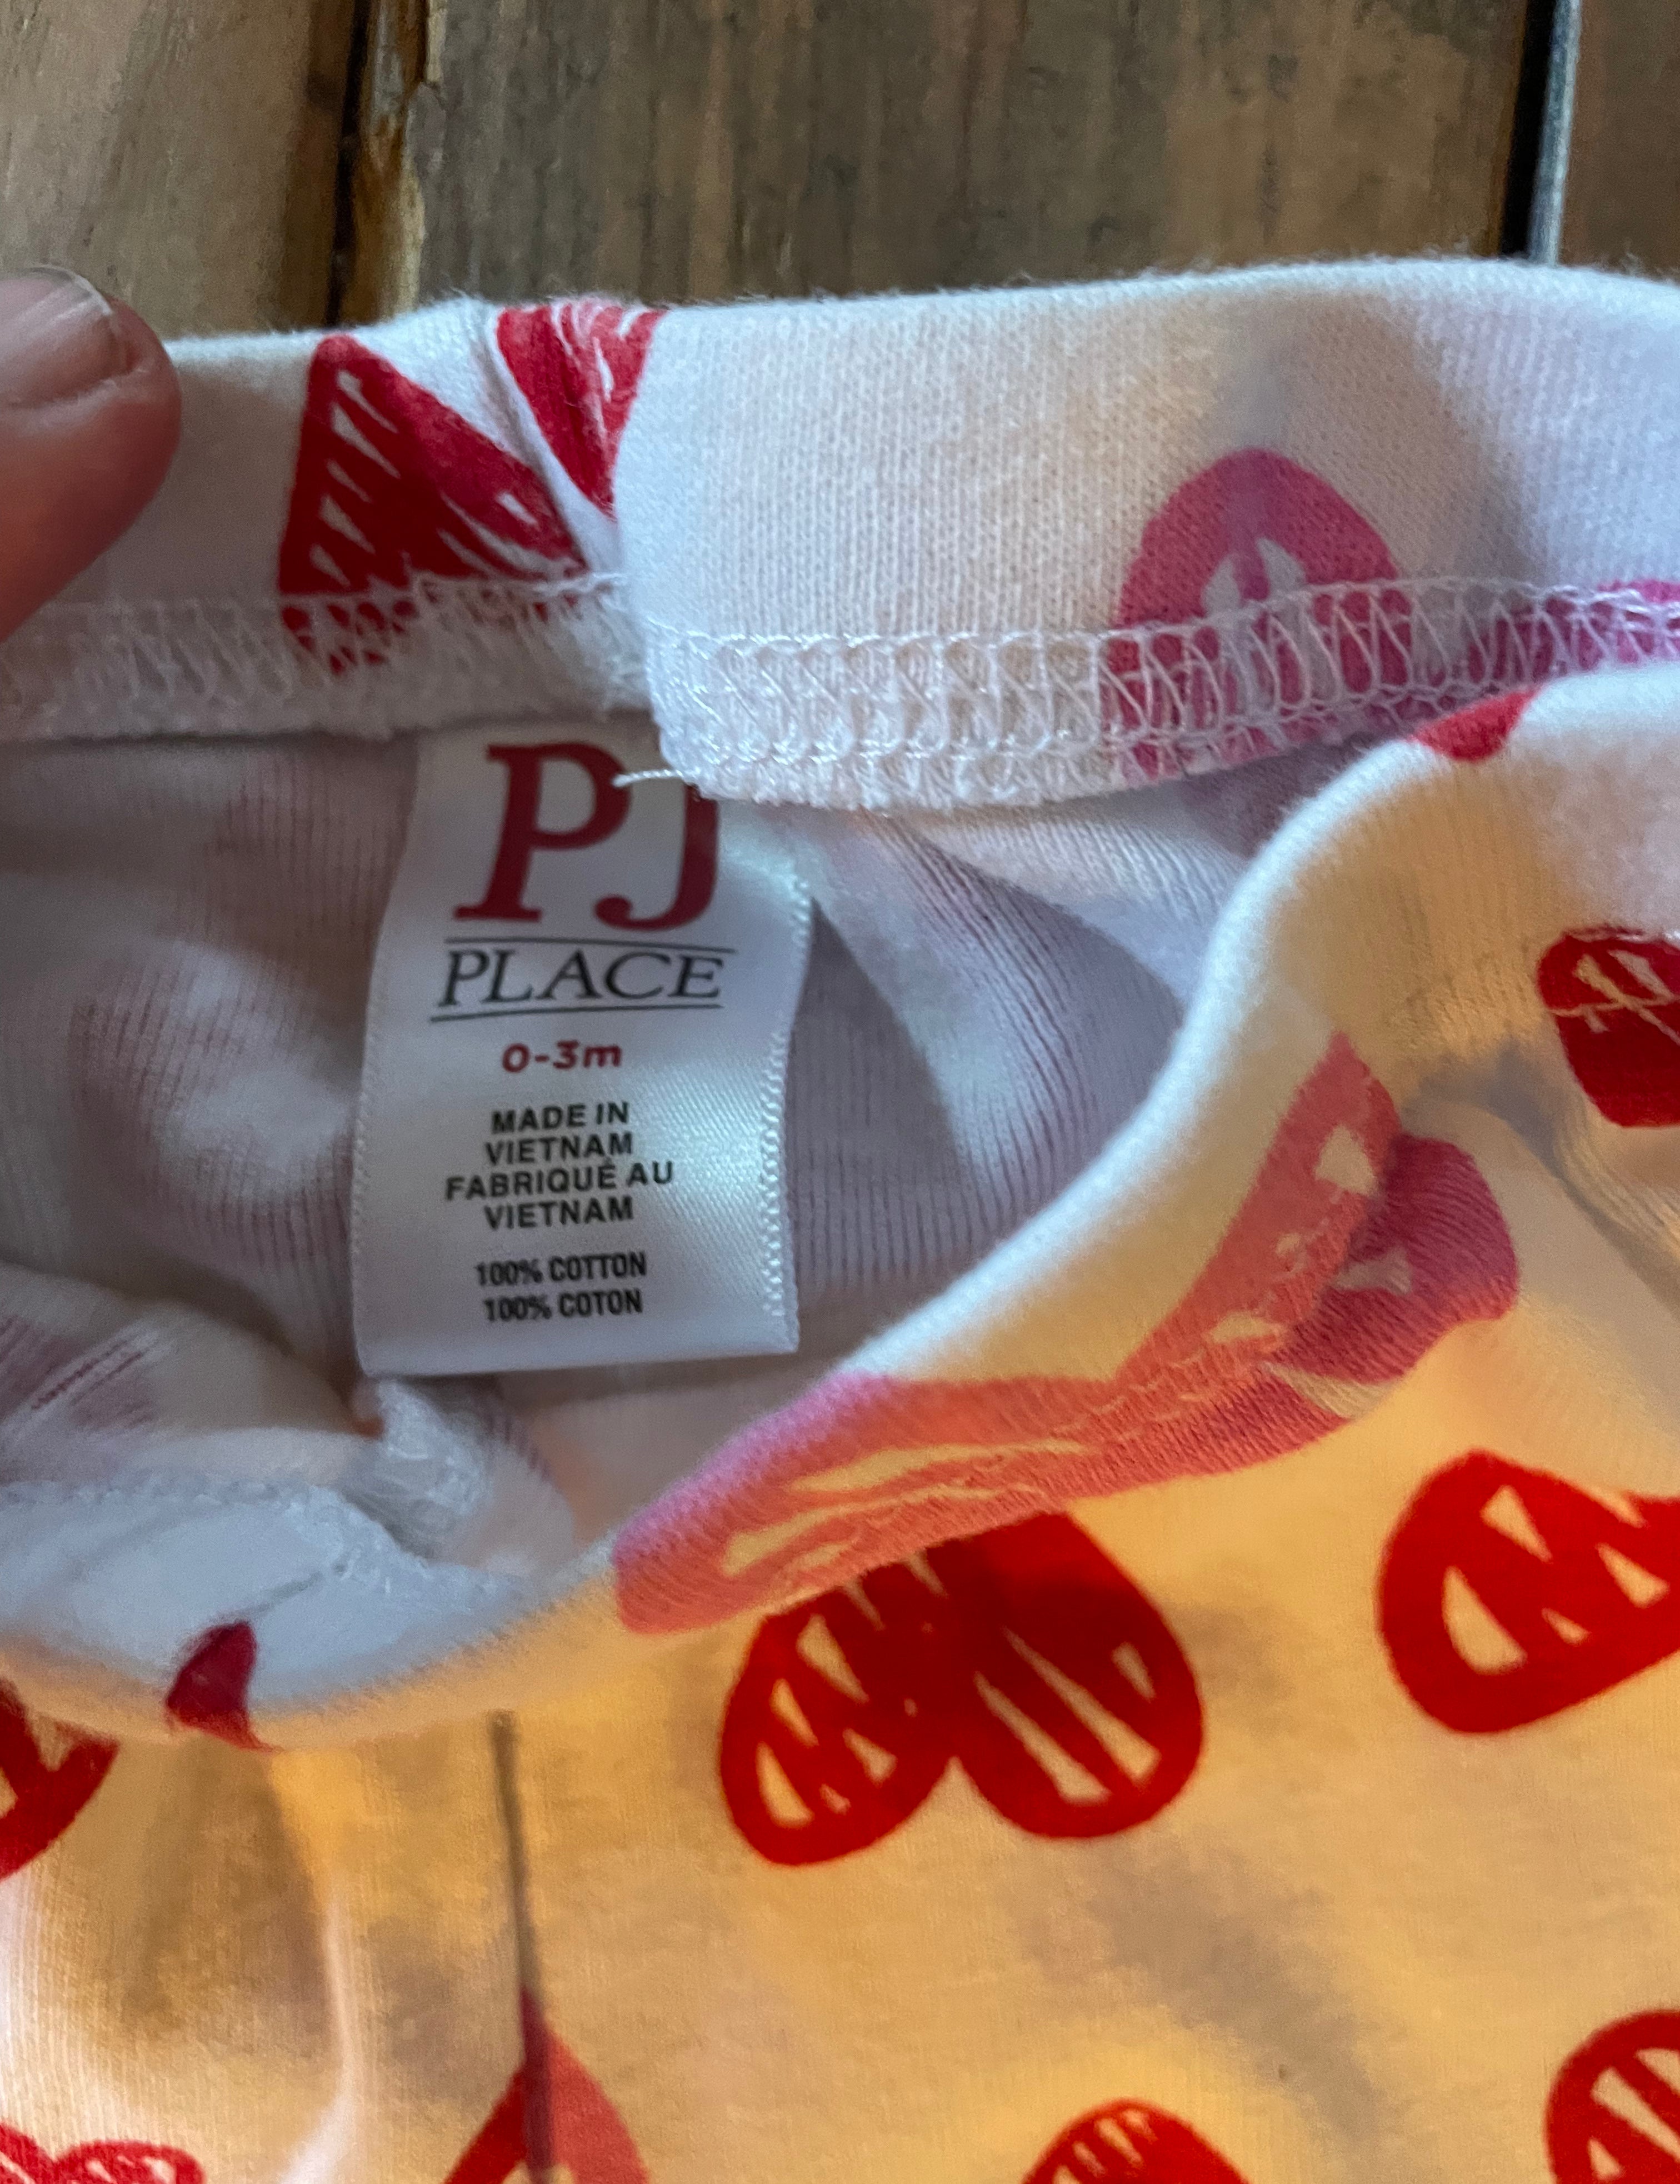 PJ
PLACE
0-3m
MADE IN
VIETNAM
FABRIQUÉ AU
VIETNAM
100% COTTON
100% COTON